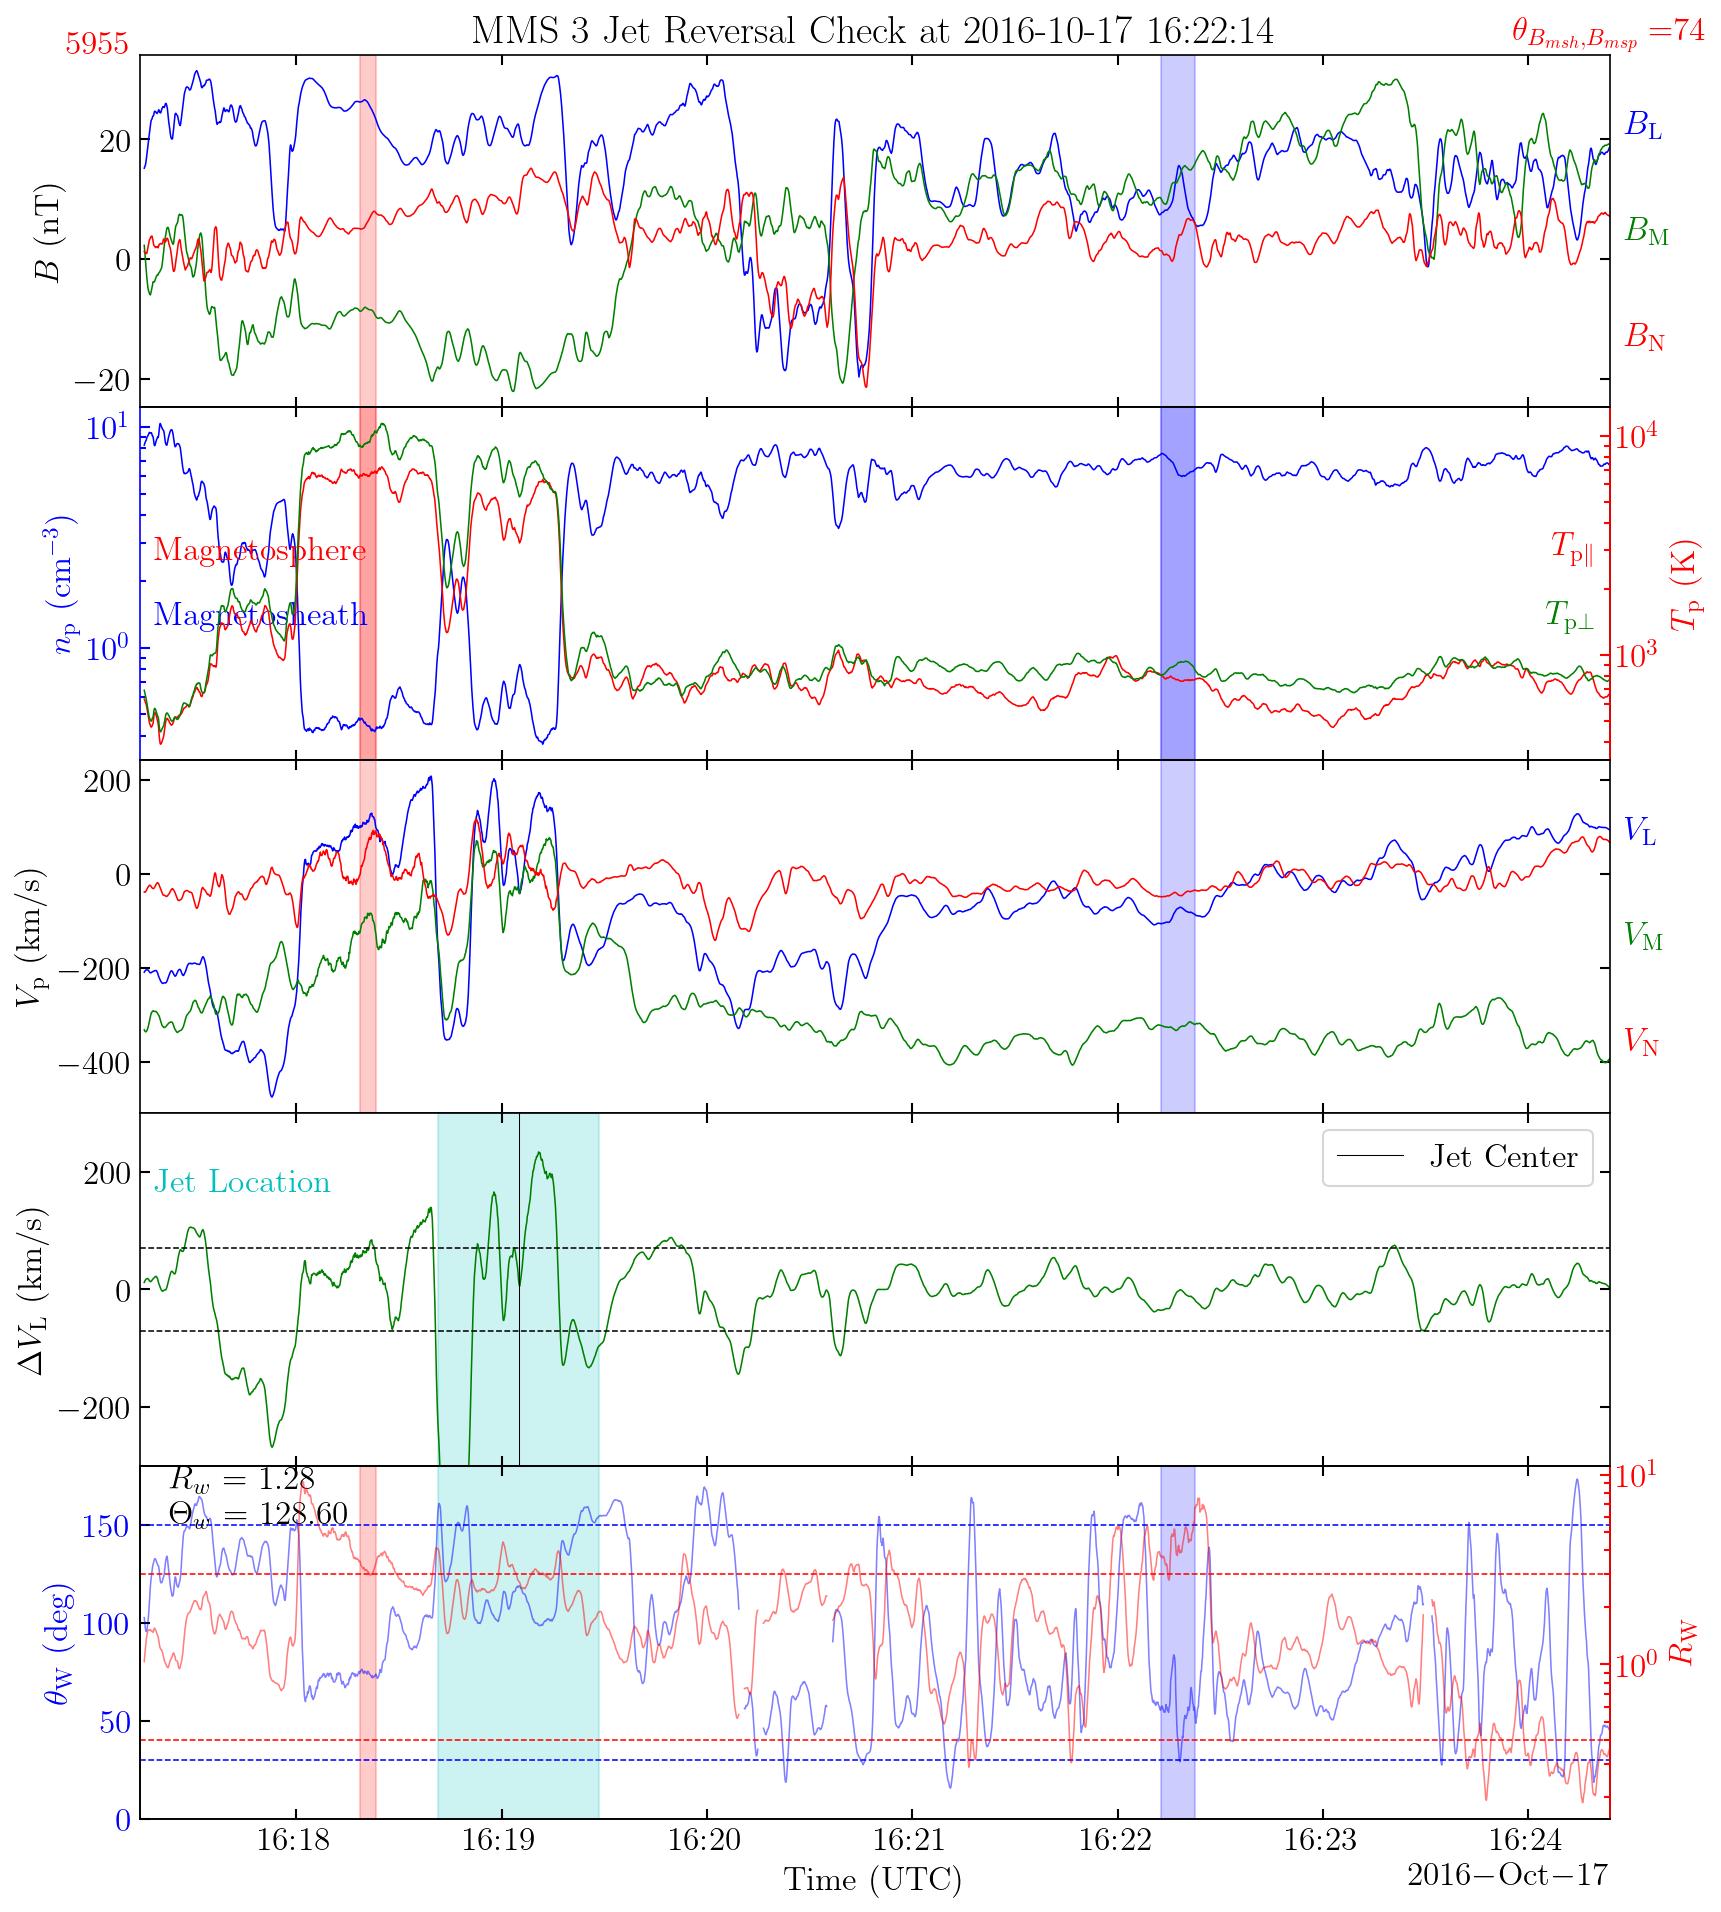 MMS 3 Jet Reversal Check at 2016-10-17 16:22:14
5955
θ_{B_{msh},B_{msp}} =74
B (nT)
20
0
−20
B_L
B_M
B_N
n_p (cm^{−3})
10^1
10^0
Magnetosphere
Magnetosheath
T_{p∥}
T_{p⊥}
10^4
10^3
T_p (K)
V_p (km/s)
200
0
−200
−400
V_L
V_M
V_N
ΔV_L (km/s)
200
0
−200
Jet Location
Jet Center
R_w = 1.28
Θ_w = 128.60
θ_W (deg)
150
100
50
0
10^1
10^0
R_W
16:18 16:19 16:20 16:21 16:22 16:23 16:24
Time (UTC)
2016−Oct−17